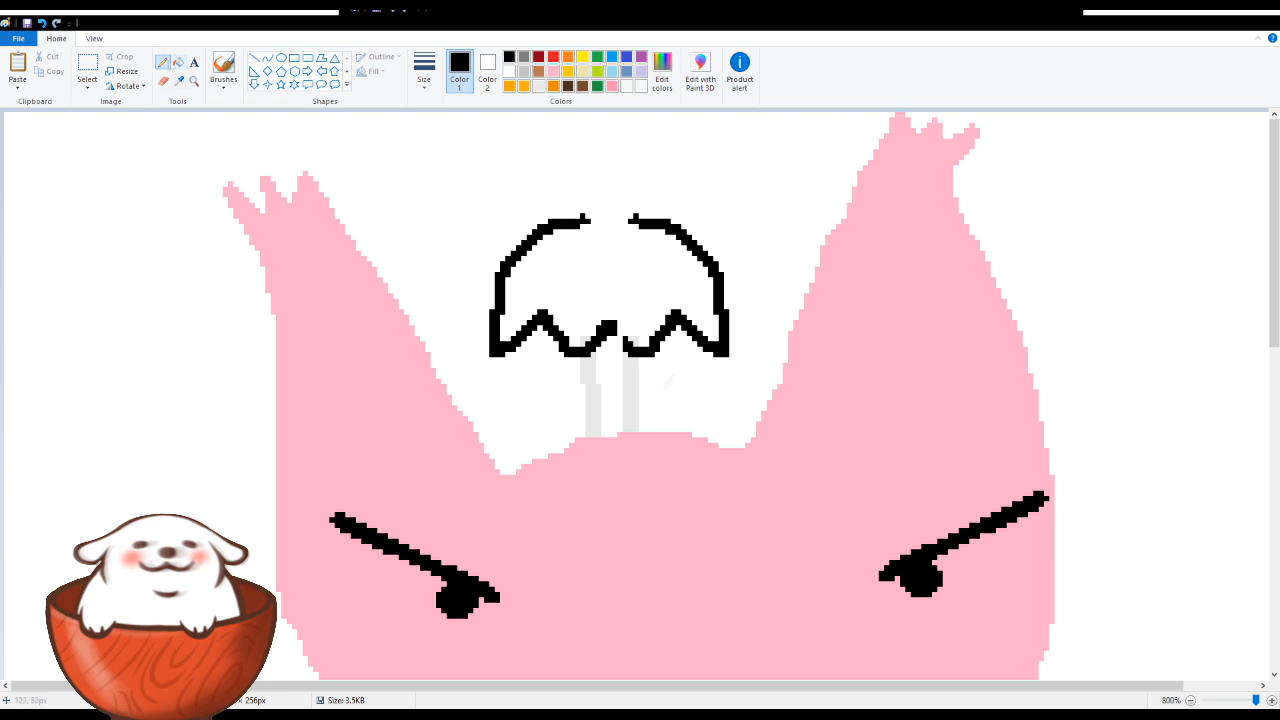 File Home View
Cut
Copy
Paste
Clipboard
Select
Crop
Resize
Rotate
Image
A
Tools
Brushes
Outline
Fill
Shapes
Size
Color 1
Color 2
Colors
Edit colors
Edit with Paint 3D
Product alert
× 256px
Size: 3.5KB
800%